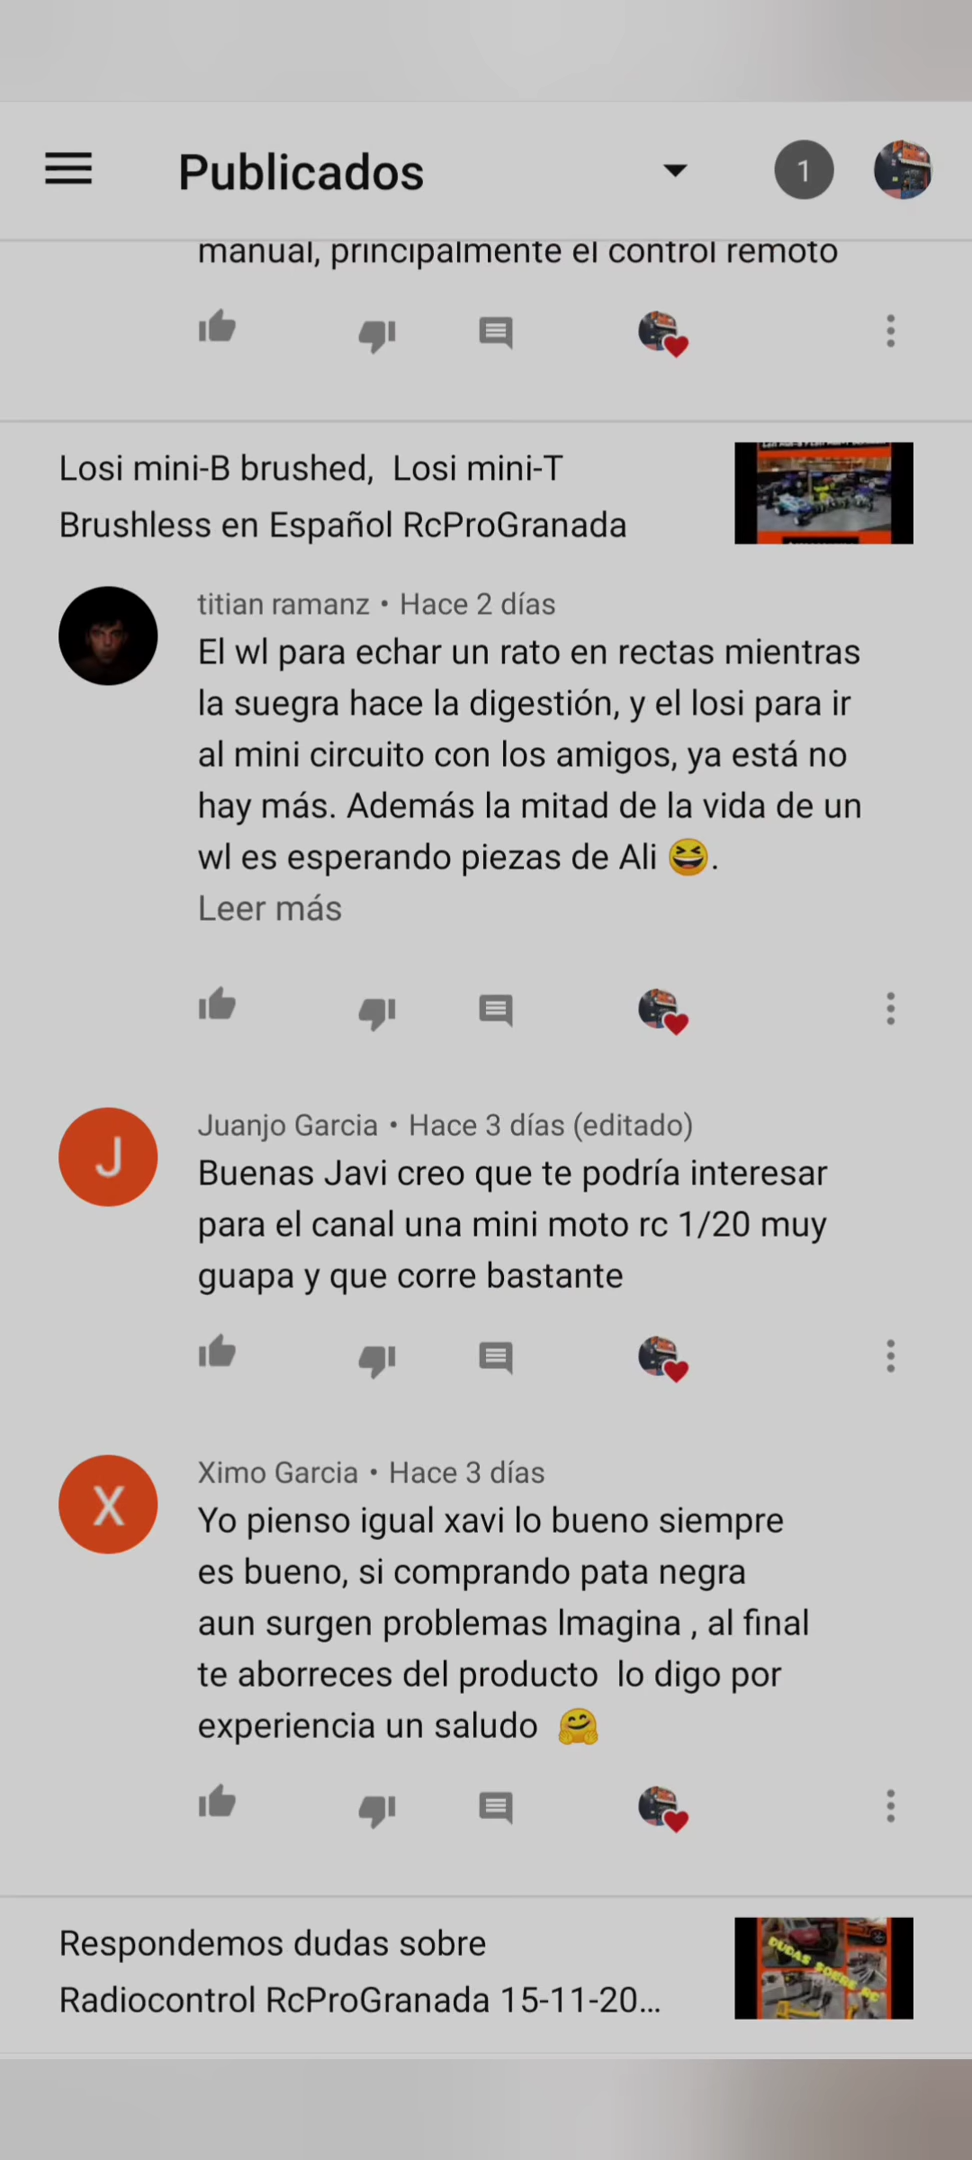 Publicados
1
manual, principalmente el control remoto
Losi mini-B brushed,  Losi mini-T
Brushless en Español RcProGranada
titian ramanz • Hace 2 días
El wl para echar un rato en rectas mientras
la suegra hace la digestión, y el losi para ir
al mini circuito con los amigos, ya está no
hay más. Además la mitad de la vida de un
wl es esperando piezas de Ali 😆.
Leer más
J
Juanjo Garcia • Hace 3 días (editado)
Buenas Javi creo que te podría interesar
para el canal una mini moto rc 1/20 muy
guapa y que corre bastante
X
Ximo Garcia • Hace 3 días
Yo pienso igual xavi lo bueno siempre
es bueno, si comprando pata negra
aun surgen problemas Imagina , al final
te aborreces del producto  lo digo por
experiencia un saludo 🤗
Respondemos dudas sobre
Radiocontrol RcProGranada 15-11-20...
DUDAS SOBRE RC